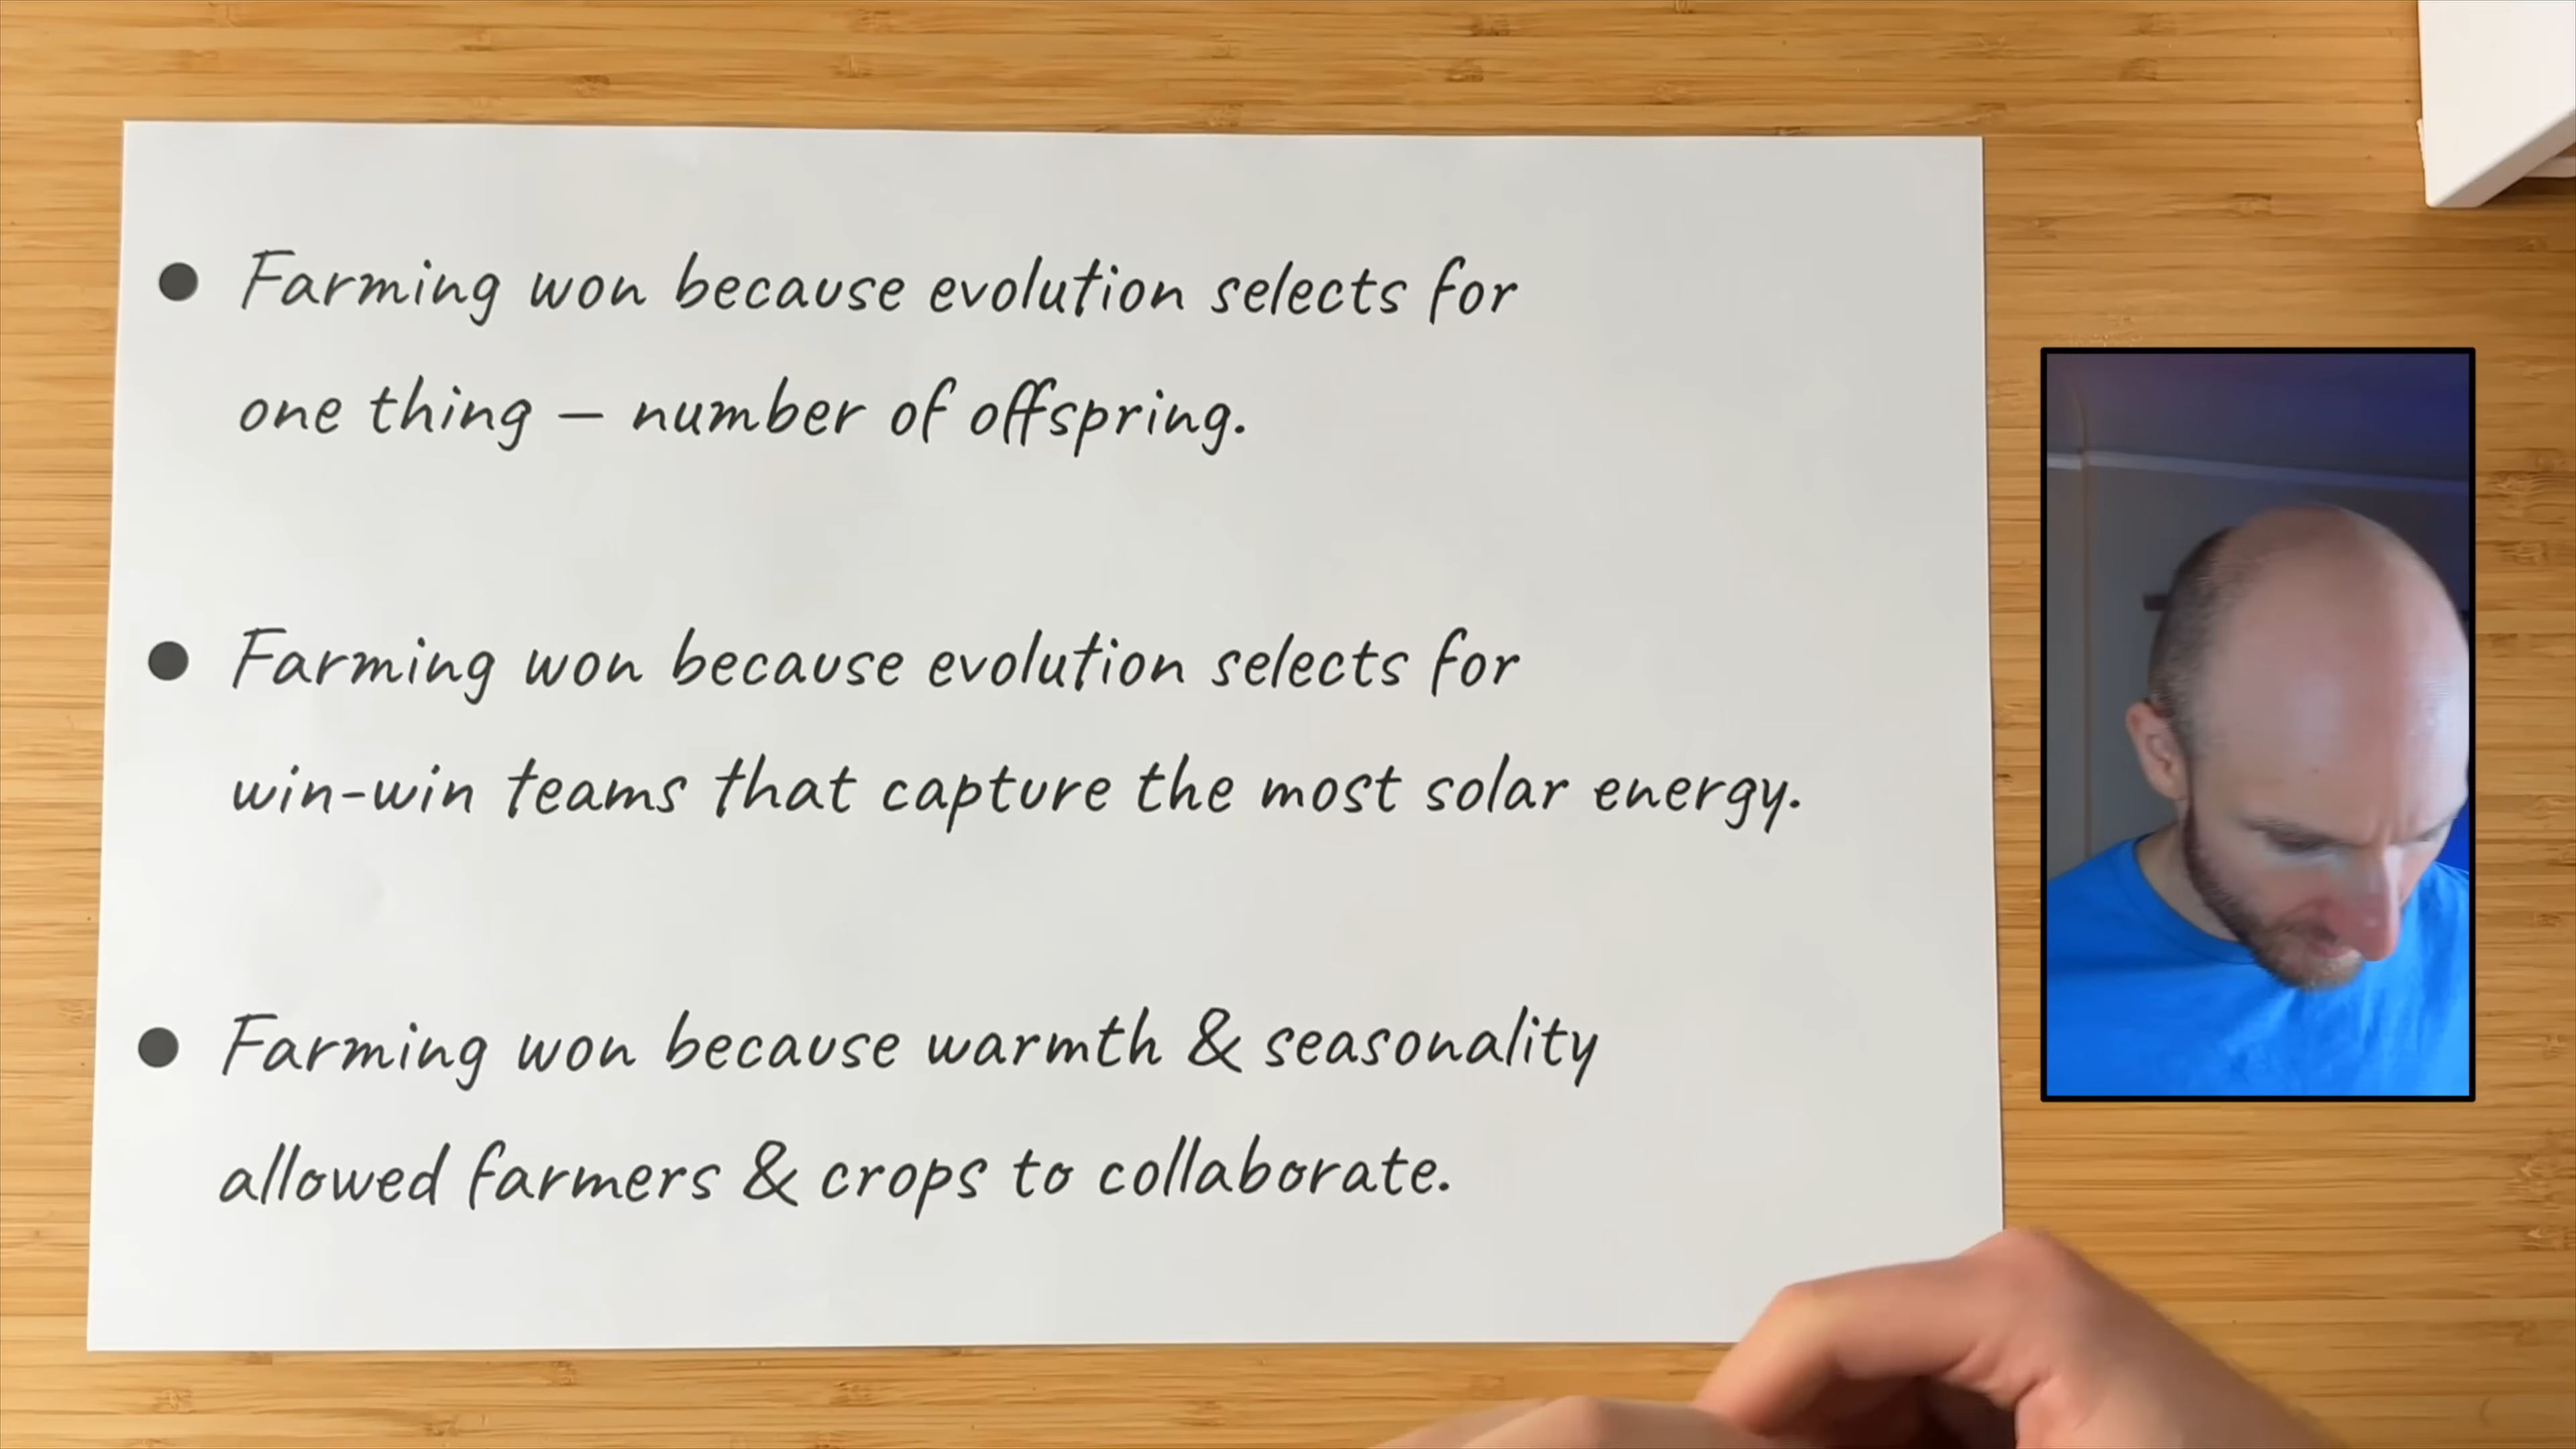 • Farming won because evolution selects for
one thing – number of offspring.
• Farming won because evolution selects for
win-win teams that capture the most solar energy.
• Farming won because warmth & seasonality
allowed farmers & crops to collaborate.